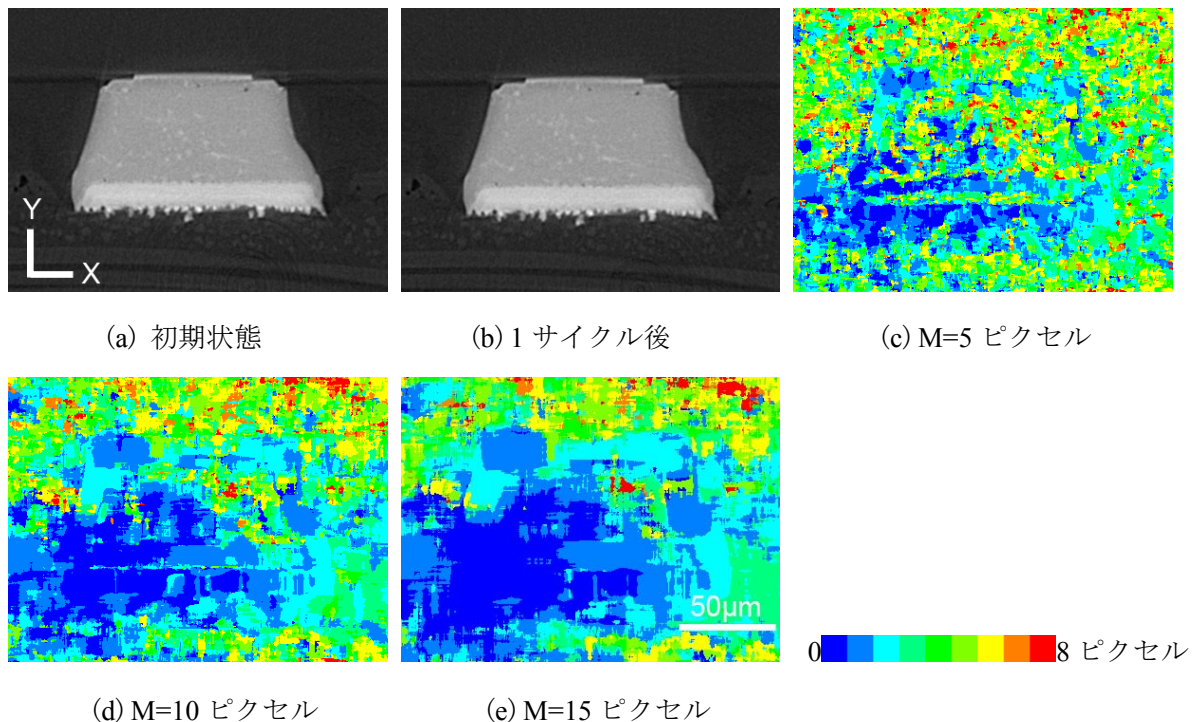 Y
X
(a) 初期状態
(b) 1 サイクル後
(c) M=5 ピクセル
50μm
0 8 ピクセル
(d) M=10 ピクセル
(e) M=15 ピクセル